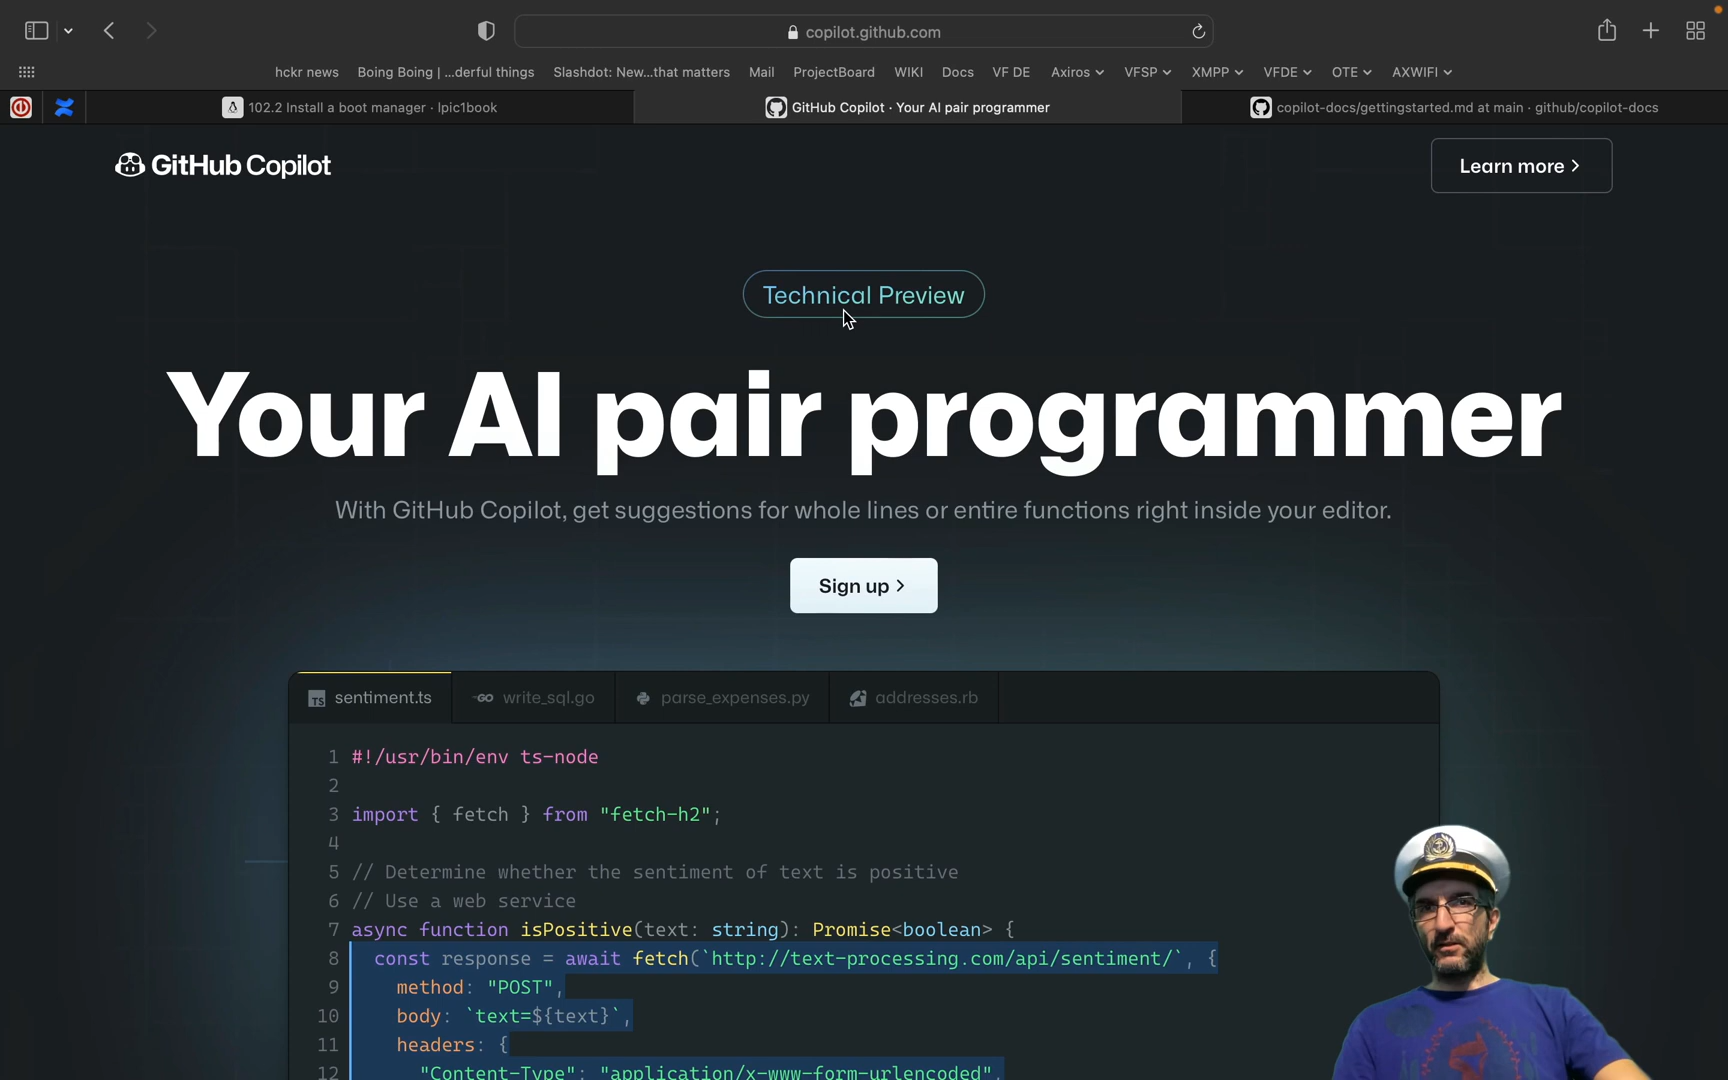 copilot.github.com
hckr news Boing Boing | ...derful things Slashdot: New...that matters Mail ProjectBoard WIKI Docs VF DE Axiros VFSP XMPP VFDE OTE AXWIFI
102.2 Install a boot manager · lpic1book GitHub Copilot · Your AI pair programmer copilot-docs/gettingstarted.md at main · github/copilot-docs
GitHub Copilot
Learn more >
Technical Preview
Your AI pair programmer
With GitHub Copilot, get suggestions for whole lines or entire functions right inside your editor.
Sign up >
TS sentiment.ts GO write_sql.go parse_expenses.py addresses.rb
1 #!/usr/bin/env ts-node
2
3 import { fetch } from "fetch-h2";
4
5 // Determine whether the sentiment of text is positive
6 // Use a web service
7 async function isPositive(text: string): Promise<boolean> {
8 const response = await fetch(`http://text-processing.com/api/sentiment/`, {
9 method: "POST",
10 body: `text=${text}`,
11 headers: {
12 "Content-Type": "application/x-www-form-urlencoded",